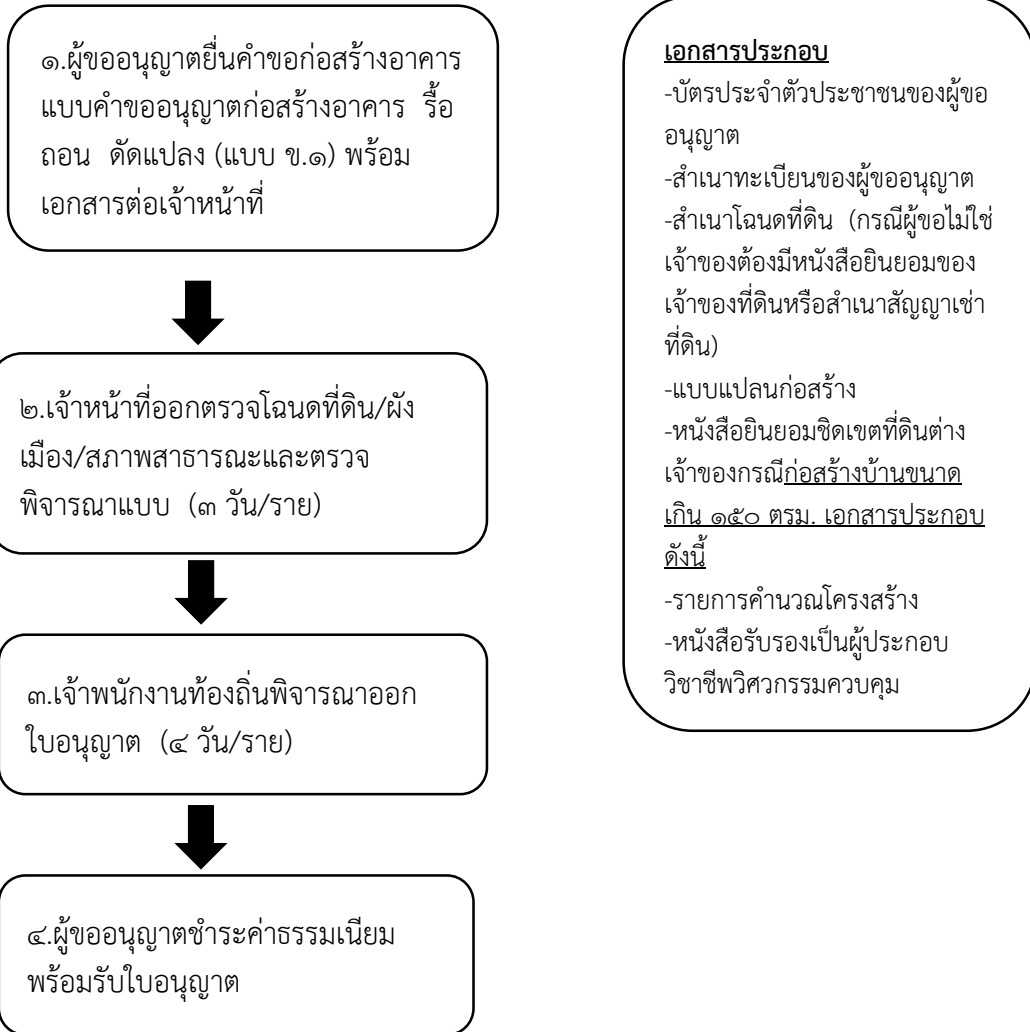 ๑.ผู้ขออนุญาตยื่นคำขอก่อสร้างอาคาร
แบบคำขออนุญาตก่อสร้างอาคาร รื้อ
ถอน ดัดแปลง (แบบ ข.๑) พร้อม
เอกสารต่อเจ้าหน้าที่
๒.เจ้าหน้าที่ออกตรวจโฉนดที่ดิน/ผัง
เมือง/สภาพสาธารณะและตรวจ
พิจารณาแบบ (๓ วัน/ราย)
๓.เจ้าพนักงานท้องถิ่นพิจารณาออก
ใบอนุญาต (๔ วัน/ราย)
๔.ผู้ขออนุญาตชำระค่าธรรมเนียม
พร้อมรับใบอนุญาต
เอกสารประกอบ
-บัตรประจำตัวประชาชนของผู้ขอ
อนุญาต
-สำเนาทะเบียนของผู้ขออนุญาต
-สำเนาโฉนดที่ดิน (กรณีผู้ขอไม่ใช่
เจ้าของต้องมีหนังสือยินยอมของ
เจ้าของที่ดินหรือสำเนาสัญญาเช่า
ที่ดิน)
-แบบแปลนก่อสร้าง
-หนังสือยินยอมชิดเขตที่ดินต่าง
เจ้าของกรณีก่อสร้างบ้านขนาด
เกิน ๑๕๐ ตรม. เอกสารประกอบ
ดังนี้
-รายการคำนวณโครงสร้าง
-หนังสือรับรองเป็นผู้ประกอบ
วิชาชีพวิศวกรรมควบคุม